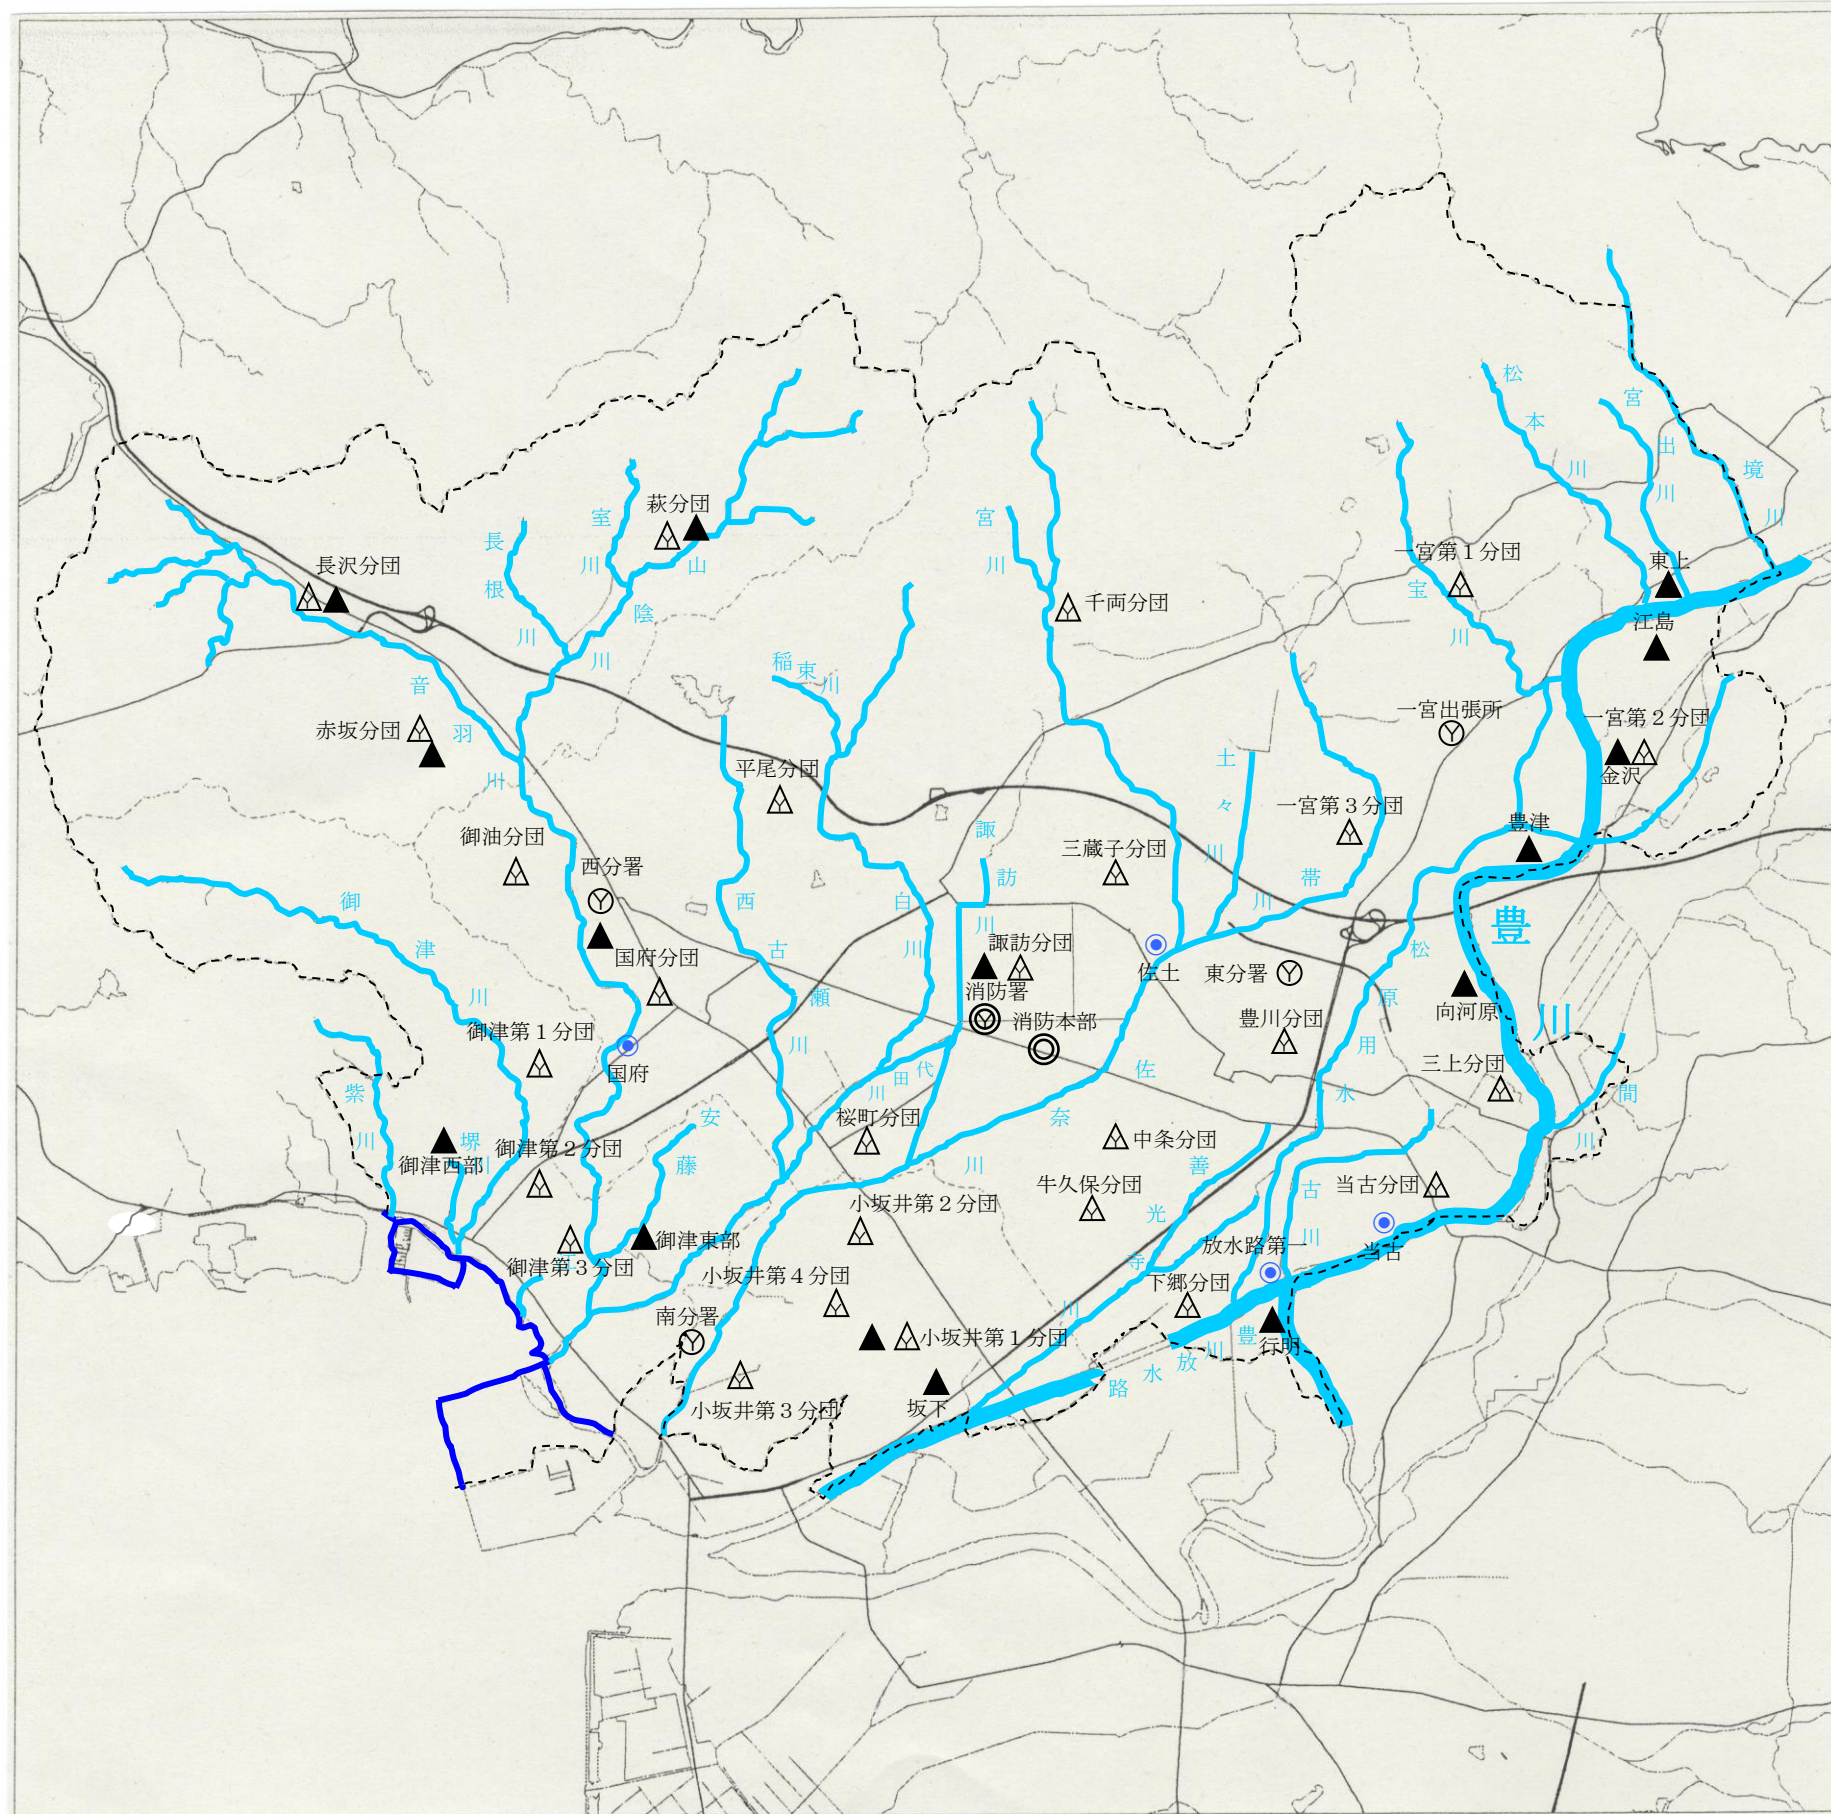 松本川
宮出川
境川
宮川
室川
長根川
山陰川
萩分団
長沢分団
千両分団
一宮第１分団
東上
江島
宝川
稲束川
音羽川
赤坂分団
一宮出張所
一宮第２分団
金沢
平尾分団
土々川
一宮第３分団
豊津
御油分団
西分署
諏訪川
三蔵子分団
帯川
御津川
西古瀬川
白川
豊川
松原用水
国府分団
諏訪分団
佐土
東分署
向河原
消防署
消防本部
豊川分団
御津第１分団
国府
三上分団
間川
紫川
代田川
佐奈川
安藤
桜町分団
中条分団
堺川
御津西部
御津第２分団
善光寺川
牛久保分団
古川
当古分団
小坂井第２分団
御津東部
放水路第一
当古
御津第３分団
小坂井第４分団
下郷分団
南分署
小坂井第１分団
行明
豊川放水路
坂下
小坂井第３分団